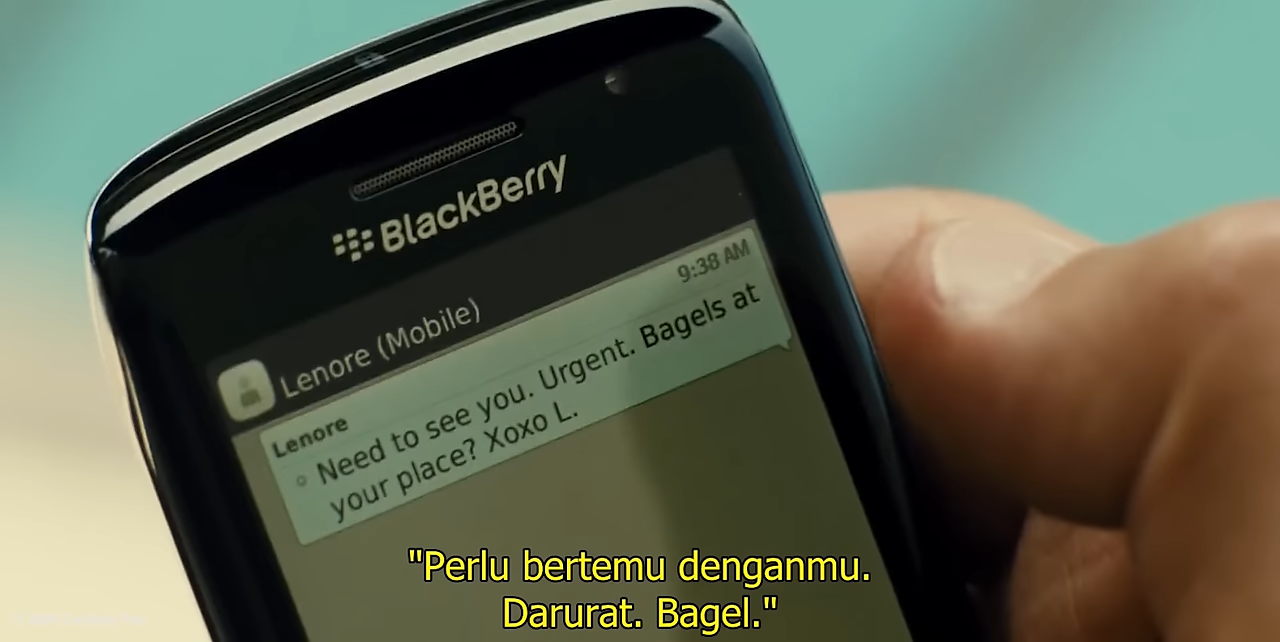 BlackBerry
Lenore (Mobile)
9:38 AM
Lenore
Need to see you. Urgent. Bagels at
your place? Xoxo L.
"Perlu bertemu denganmu.
Darurat. Bagel."